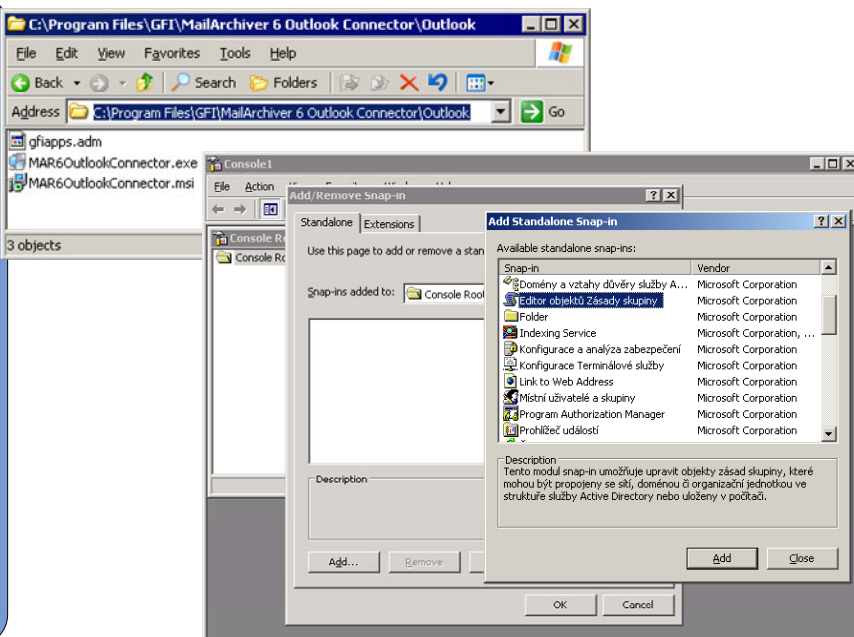 C:\Program Files\GFI\MailArchiver 6 Outlook Connector\Outlook
File Edit View Favorites Tools Help
Back Search Folders
Address C:\Program Files\GFI\MailArchiver 6 Outlook Connector\Outlook Go
gfiapps.adm
MAR6OutlookConnector.exe
MAR6OutlookConnector.msi
3 objects
Console1
File Action
Console Ro
Console Ro
Add/Remove Snap-in
Standalone Extensions
Use this page to add or remove a stan
Snap-ins added to: Console Root
Description
Add... Remove
OK Cancel
Add Standalone Snap-in
Available standalone snap-ins:
Snap-in Vendor
Domény a vztahy důvěry služby A... Microsoft Corporation
Editor objektů Zásady skupiny Microsoft Corporation
Folder Microsoft Corporation
Indexing Service Microsoft Corporation, ...
Konfigurace a analýza zabezpečení Microsoft Corporation
Konfigurace Terminálové služby Microsoft Corporation
Link to Web Address Microsoft Corporation
Místní uživatelé a skupiny Microsoft Corporation
Program Authorization Manager Microsoft Corporation
Prohlížeč událostí Microsoft Corporation
Description
Tento modul snap-in umožňuje upravit objekty zásad skupiny, které
mohou být propojeny se sítí, doménou či organizační jednotkou ve
struktuře služby Active Directory nebo uloženy v počítači.
Add Close